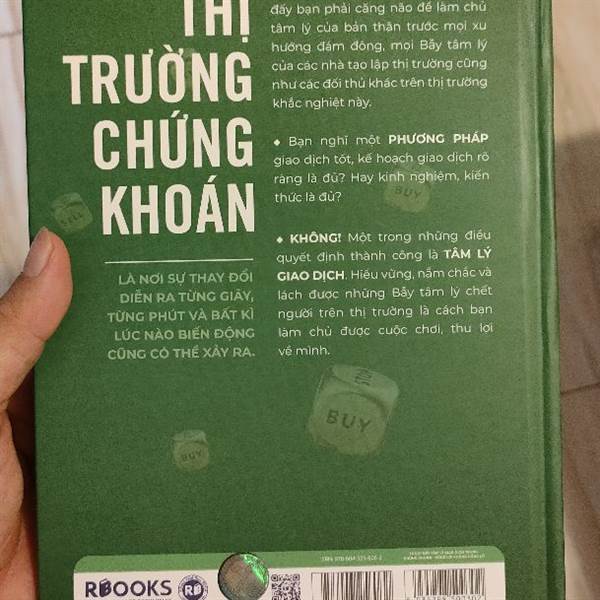 THỊ
TRƯỜNG
CHỨNG
KHOÁN
LÀ NƠI SỰ THAY ĐỔI
DIỄN RA TỪNG GIÂY,
TỪNG PHÚT VÀ BẤT KÌ
LÚC NÀO BIẾN ĐỘNG
CŨNG CÓ THỂ XẢY RA.
đấy bạn phải căng não để làm chủ
tâm lý của bản thân trước mọi xu
hướng đám đông, mọi Bẫy tâm lý
của các nhà tạo lập thị trường cũng
như các đối thủ khác trên thị trường
khắc nghiệt này.
♦ Bạn nghĩ một PHƯƠNG PHÁP
giao dịch tốt, kế hoạch giao dịch rõ
ràng là đủ? Hay kinh nghiệm, kiến
thức là đủ?
♦ KHÔNG! Một trong những điều
quyết định thành công là TÂM LÝ
GIAO DỊCH. Hiểu vững, nắm chắc và
lách được những Bẫy tâm lý chết
người trên thị trường là cách bạn
làm chủ được cuộc chơi, thu lợi
về mình.
SELL
BUY
STOP
BUY
BUY
RBOOKS